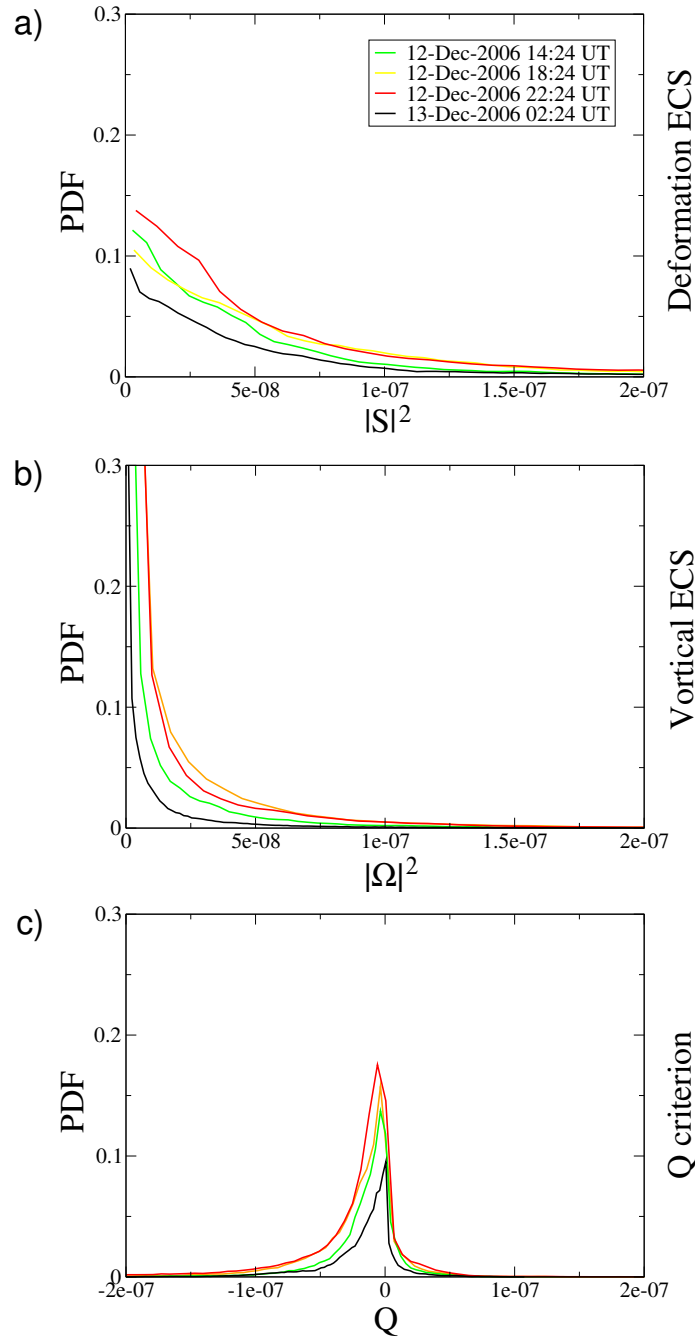 a)
0.3
0.2
0.1
0
PDF
12-Dec-2006 14:24 UT
12-Dec-2006 18:24 UT
12-Dec-2006 22:24 UT
13-Dec-2006 02:24 UT
0 5e-08 1e-07 1.5e-07 2e-07
|S|²
Deformation ECS
b)
0.3
0.2
0.1
0
PDF
0 5e-08 1e-07 1.5e-07 2e-07
|Ω|²
Vortical ECS
c)
0.3
0.2
0.1
0
PDF
-2e-07 -1e-07 0 1e-07 2e-07
Q
Q criterion